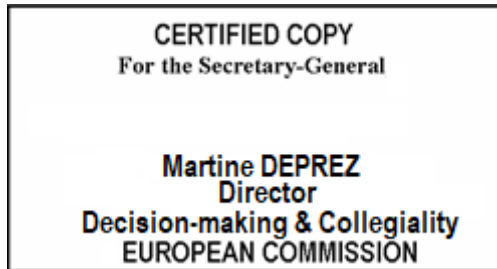 CERTIFIED COPY
For the Secretary-General
Martine DEPREZ
Director
Decision-making & Collegiality
EUROPEAN COMMISSION